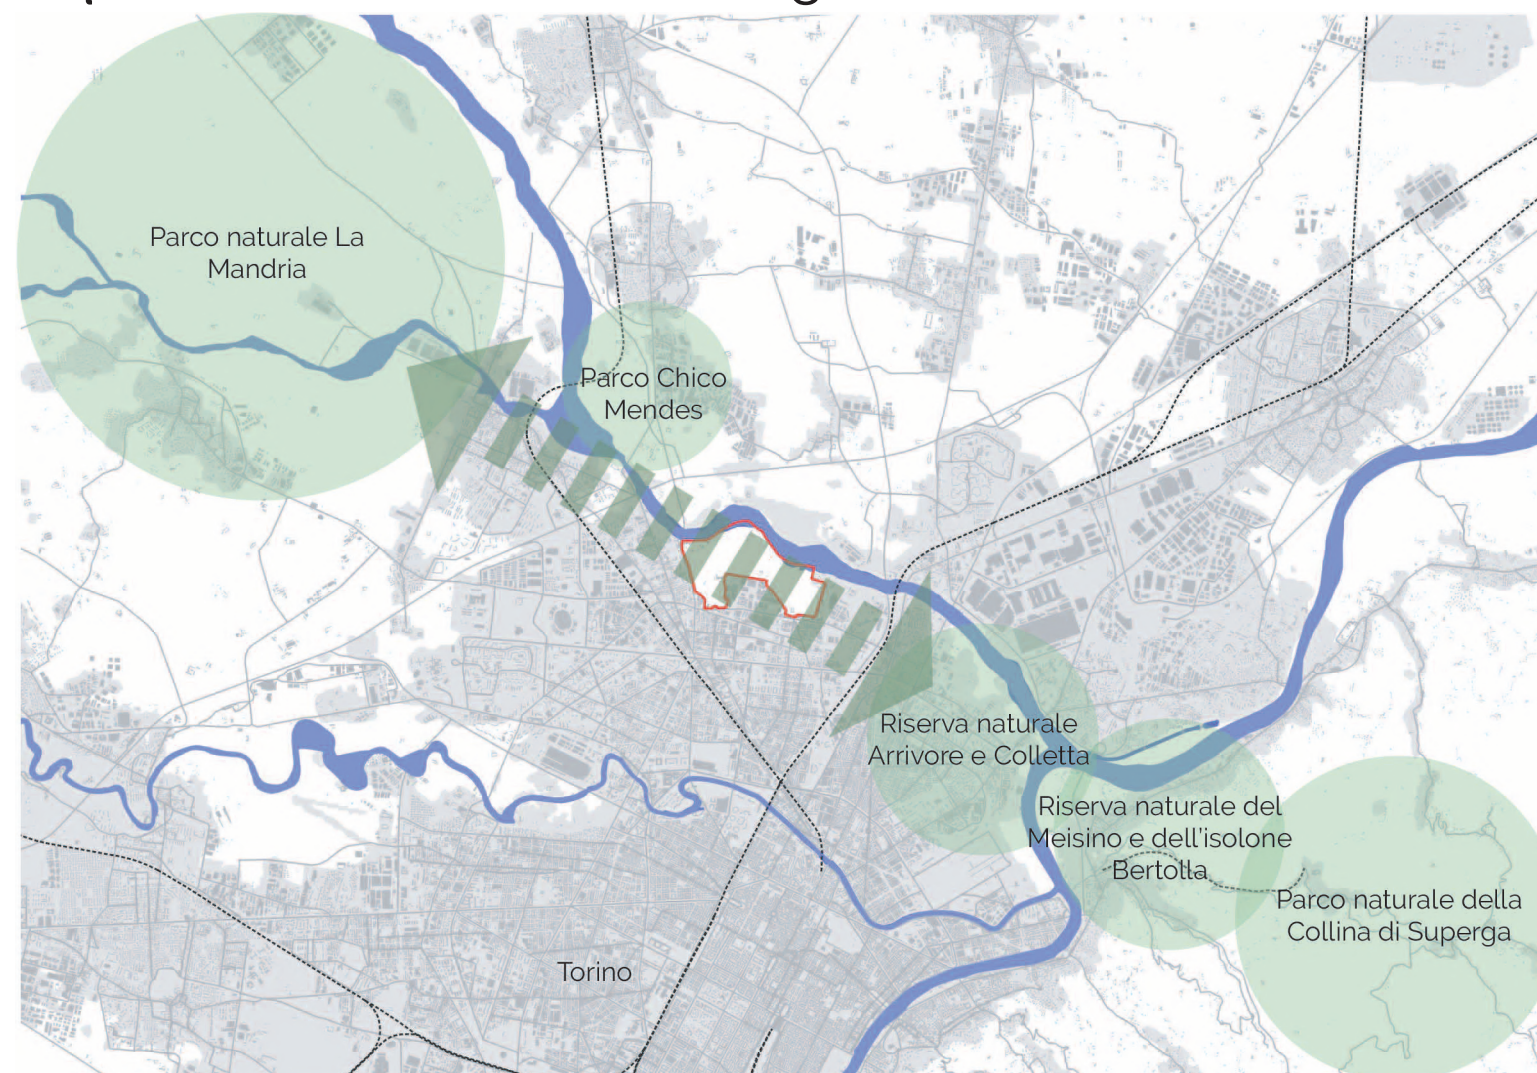 Parco naturale La
Mandria
Parco Chico
Mendes
Riserva naturale
Arrivore e Colletta
Riserva naturale del
Meisino e dell'isolone
Bertolla
Parco naturale della
Collina di Superga
Torino